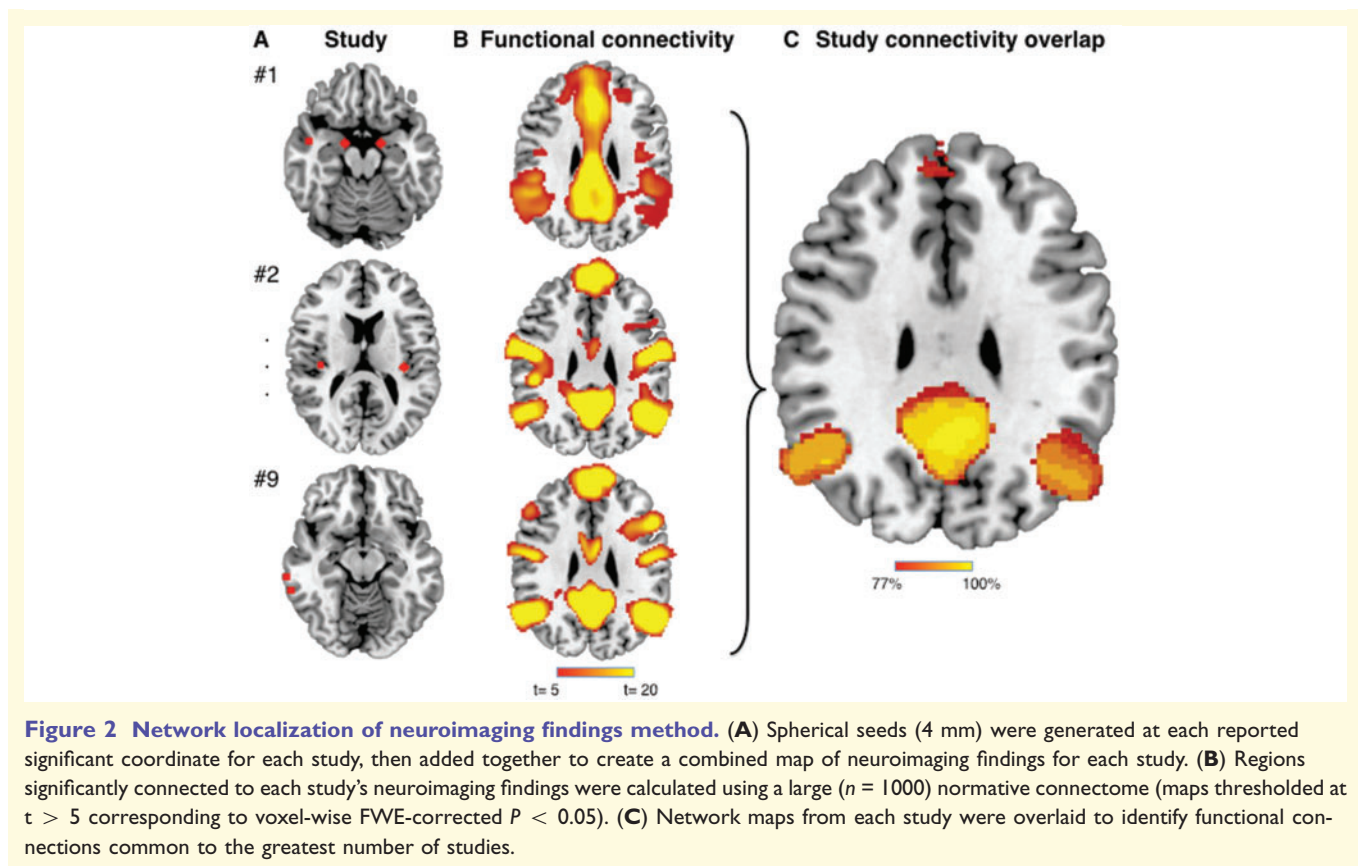 A Study
B Functional connectivity
C Study connectivity overlap
#1
#2
.
.
.
#9
t= 5 t= 20
77% 100%
Figure 2 Network localization of neuroimaging findings method. (A) Spherical seeds (4 mm) were generated at each reported
significant coordinate for each study, then added together to create a combined map of neuroimaging findings for each study. (B) Regions
significantly connected to each study's neuroimaging findings were calculated using a large (n = 1000) normative connectome (maps thresholded at
t > 5 corresponding to voxel-wise FWE-corrected P < 0.05). (C) Network maps from each study were overlaid to identify functional con-
nections common to the greatest number of studies.